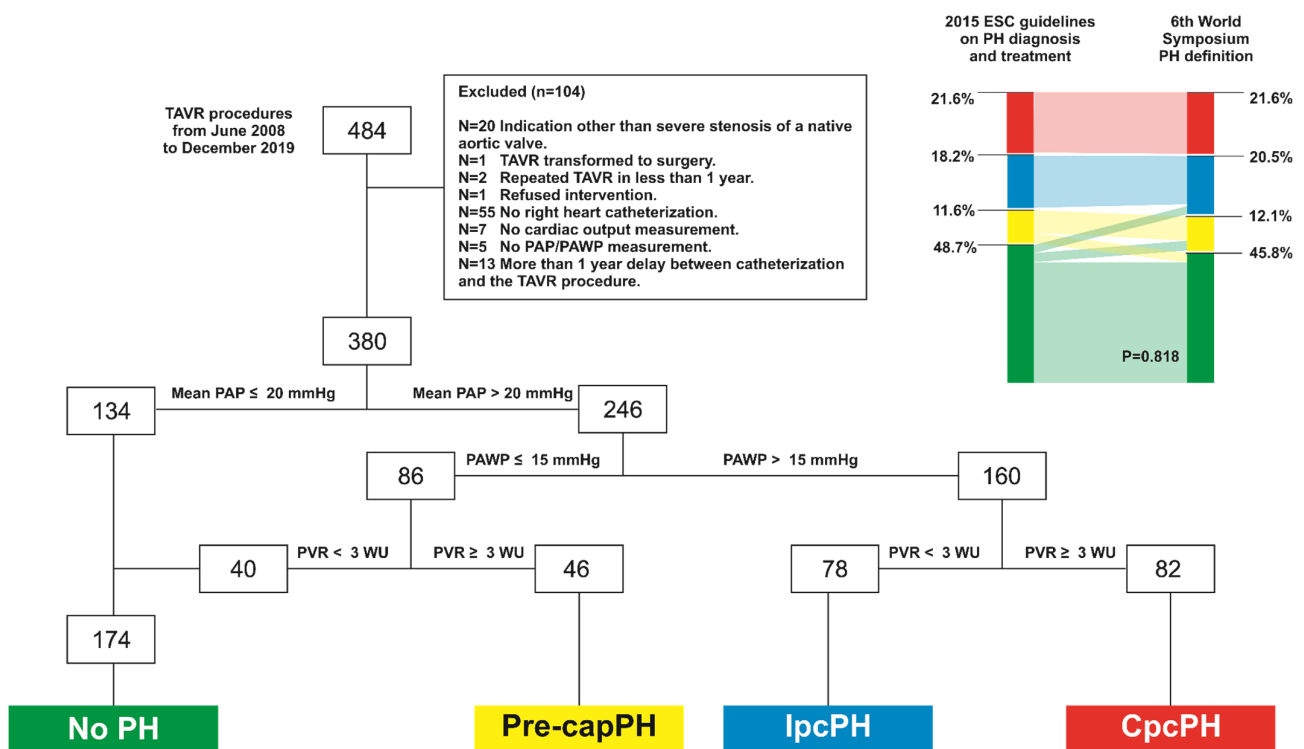 2015 ESC guidelines
on PH diagnosis
and treatment
6th World
Symposium
PH definition
21.6%
18.2%
11.6%
48.7%
21.6%
20.5%
12.1%
45.8%
P=0.818
TAVR procedures
from June 2008
to December 2019
484
Excluded (n=104)
N=20 Indication other than severe stenosis of a native
aortic valve.
N=1 TAVR transformed to surgery.
N=2 Repeated TAVR in less than 1 year.
N=1 Refused intervention.
N=55 No right heart catheterization.
N=7 No cardiac output measurement.
N=5 No PAP/PAWP measurement.
N=13 More than 1 year delay between catheterization
and the TAVR procedure.
380
Mean PAP ≤ 20 mmHg
Mean PAP > 20 mmHg
134
246
PAWP ≤ 15 mmHg
PAWP > 15 mmHg
86
160
PVR < 3 WU
PVR ≥ 3 WU
PVR < 3 WU
PVR ≥ 3 WU
40
46
78
82
174
No PH
Pre-capPH
IpcPH
CpcPH